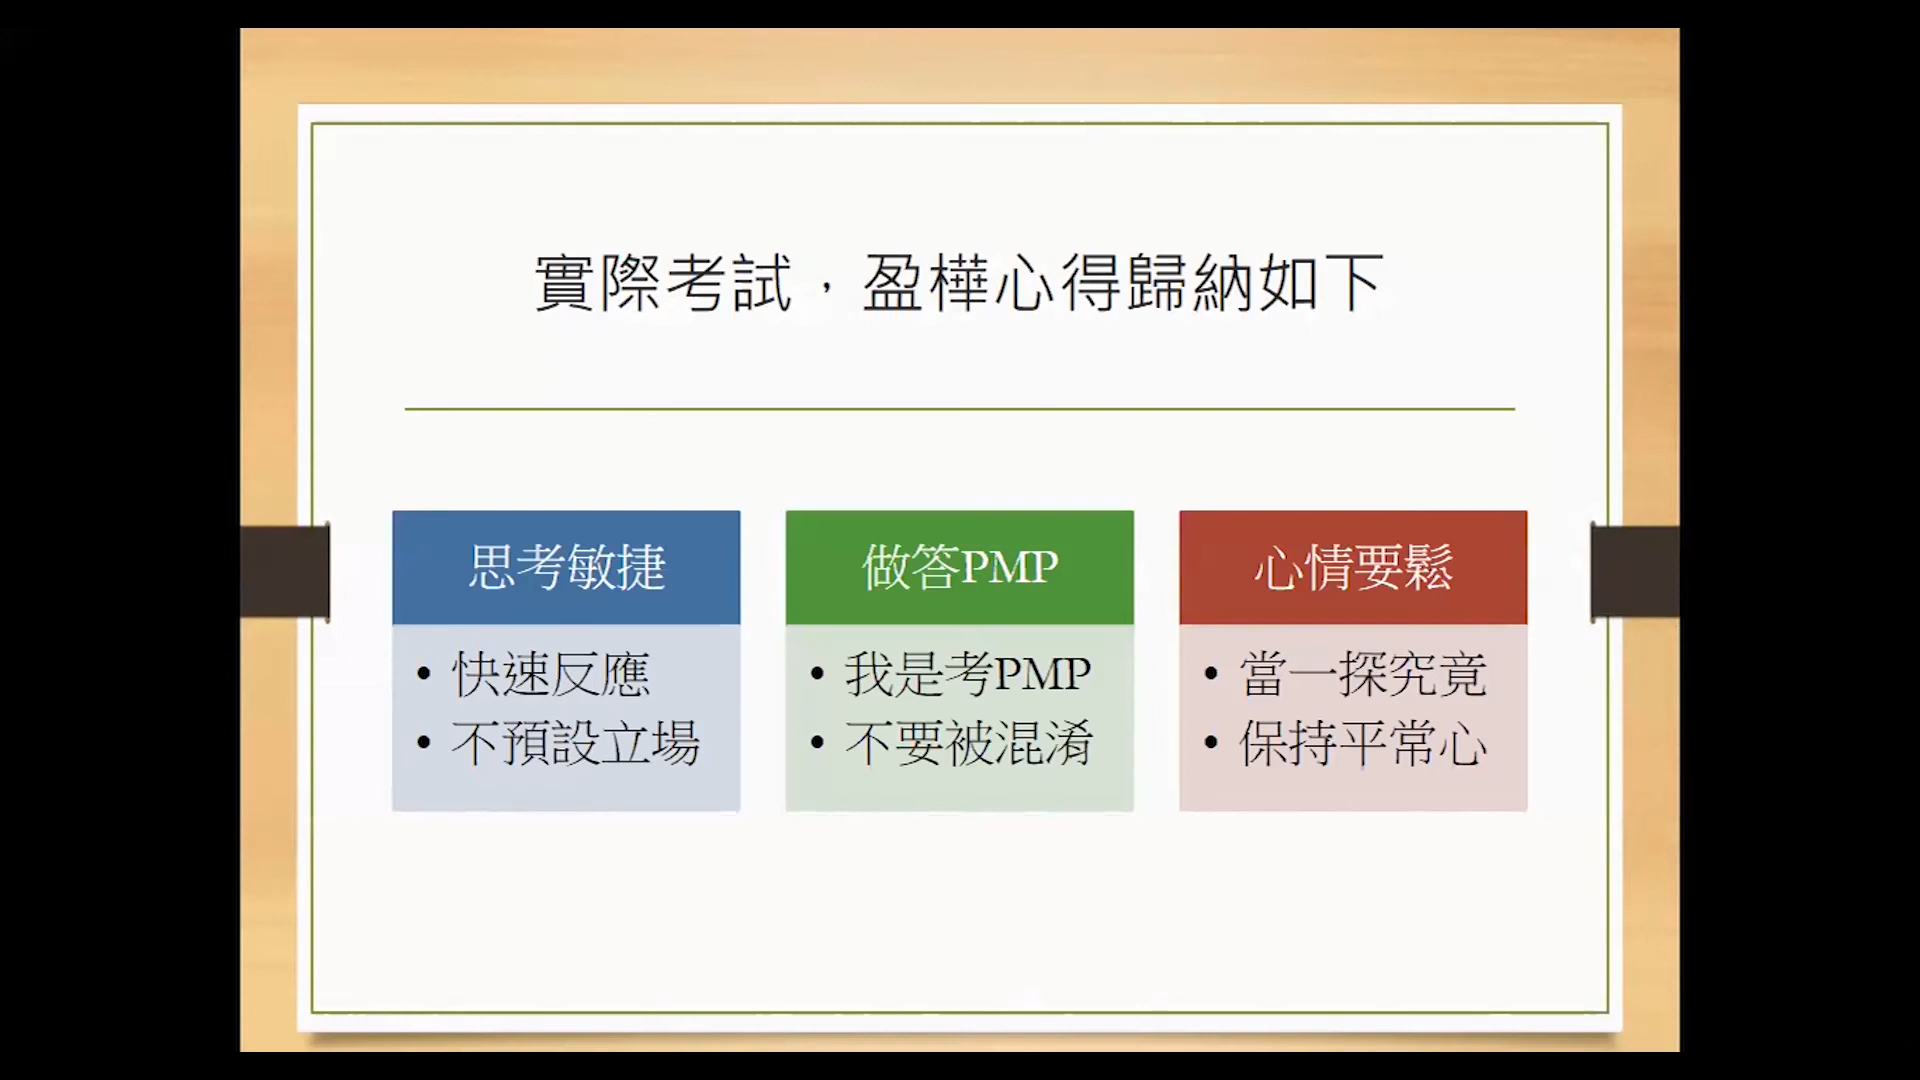 實際考試，盈樺心得歸納如下
思考敏捷
• 快速反應
• 不預設立場
做答PMP
• 我是考PMP
• 不要被混淆
心情要鬆
• 當一探究竟
• 保持平常心